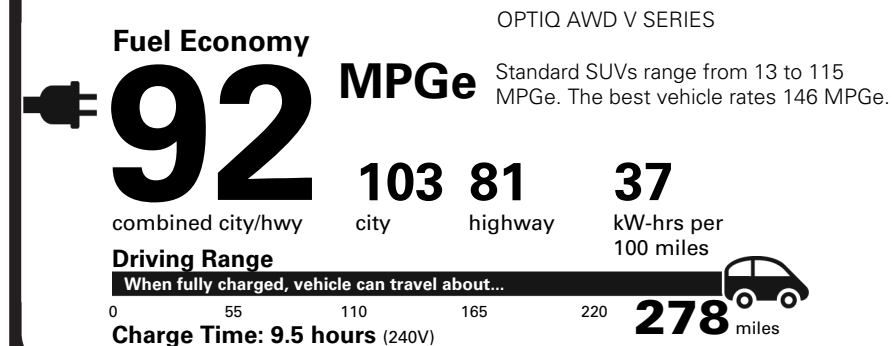 OPTIQ AWD V SERIES
Fuel Economy
92 MPGe
Standard SUVs range from 13 to 115
MPGe. The best vehicle rates 146 MPGe.
combined city/hwy
103
city
81
highway
37
kW-hrs per
100 miles
Driving Range
When fully charged, vehicle can travel about...
0 55 110 165 220 278 miles
Charge Time: 9.5 hours (240V)